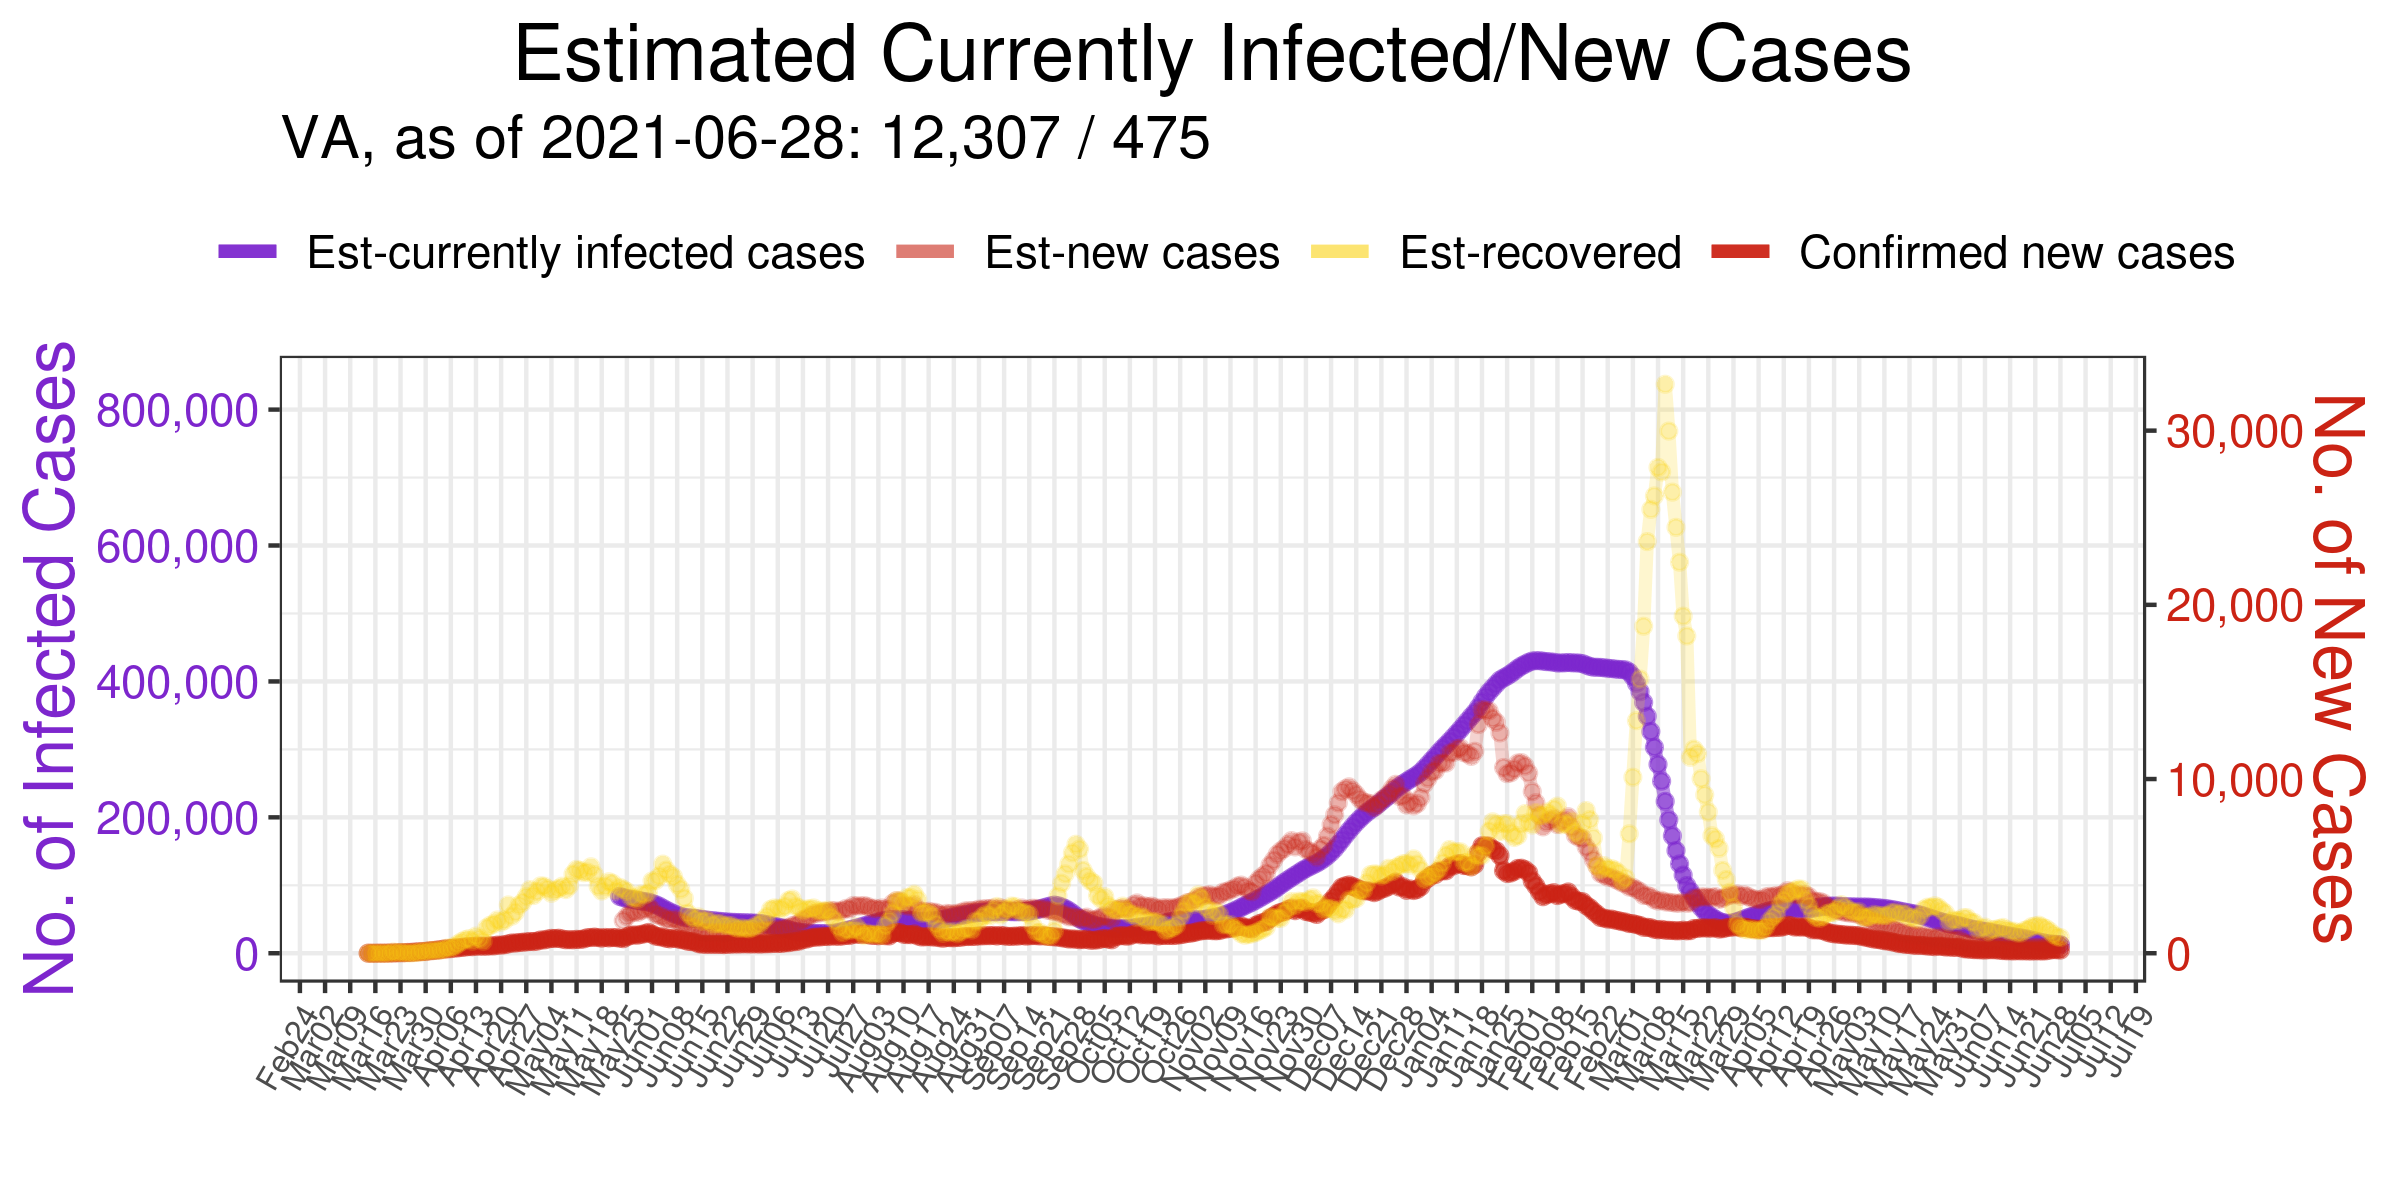 Estimated Currently Infected/New Cases
VA, as of 2021-06-28: 12,307 / 475
Est-currently infected cases
Est-new cases
Est-recovered
Confirmed new cases
No. of Infected Cases
800,000
600,000
400,000
200,000
0
No. of New Cases
30,000
20,000
10,000
0
Feb24
Mar02
Mar09
Mar16
Mar23
Mar30
Apr06
Apr13
Apr20
Apr27
May04
May11
May18
May25
Jun01
Jun08
Jun15
Jun22
Jun29
Jul06
Jul13
Jul20
Jul27
Aug03
Aug10
Aug17
Aug24
Aug31
Sep07
Sep14
Sep21
Sep28
Oct05
Oct12
Oct19
Oct26
Nov02
Nov09
Nov16
Nov23
Nov30
Dec07
Dec14
Dec21
Dec28
Jan04
Jan11
Jan18
Jan25
Feb01
Feb08
Feb15
Feb22
Mar01
Mar08
Mar15
Mar22
Mar29
Apr05
Apr12
Apr19
Apr26
May03
May10
May17
May24
May31
Jun07
Jun14
Jun21
Jun28
Jul05
Jul12
Jul19